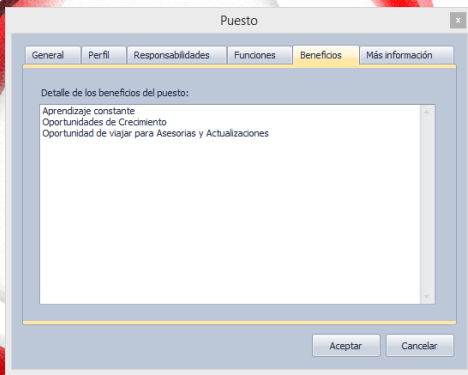 Puesto
x
General
Perfil
Responsabilidades
Funciones
Beneficios
Más información
Detalle de los beneficios del puesto:
Aprendizaje constante
Oportunidades de Crecimiento
Oportunidad de viajar para Asesorias y Actualizaciones
Aceptar
Cancelar